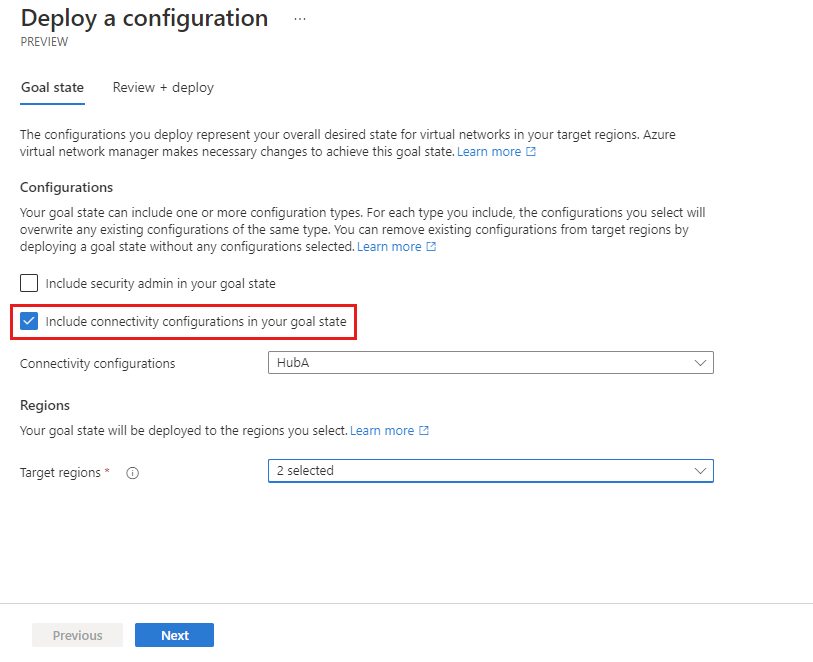 Deploy a configuration ...
PREVIEW
Goal state Review + deploy
The configurations you deploy represent your overall desired state for virtual networks in your target regions. Azure
virtual network manager makes necessary changes to achieve this goal state. Learn more
Configurations
Your goal state can include one or more configuration types. For each type you include, the configurations you select will
overwrite any existing configurations of the same type. You can remove existing configurations from target regions by
deploying a goal state without any configurations selected. Learn more
Include security admin in your goal state
Include connectivity configurations in your goal state
Connectivity configurations HubA
Regions
Your goal state will be deployed to the regions you select. Learn more
Target regions * 2 selected
Previous Next